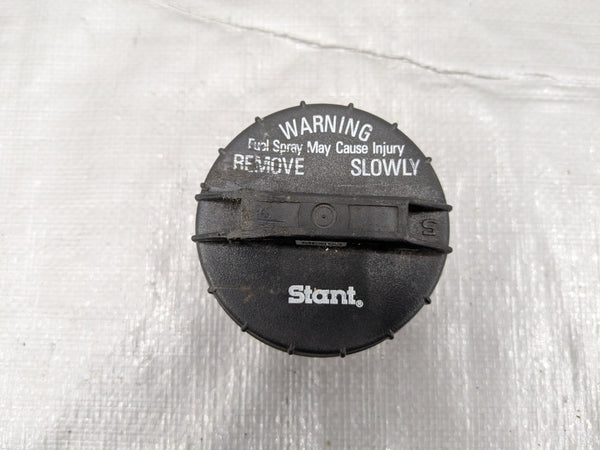 WARNING
Fuel Spray May Cause Injury
REMOVE SLOWLY
Stant®